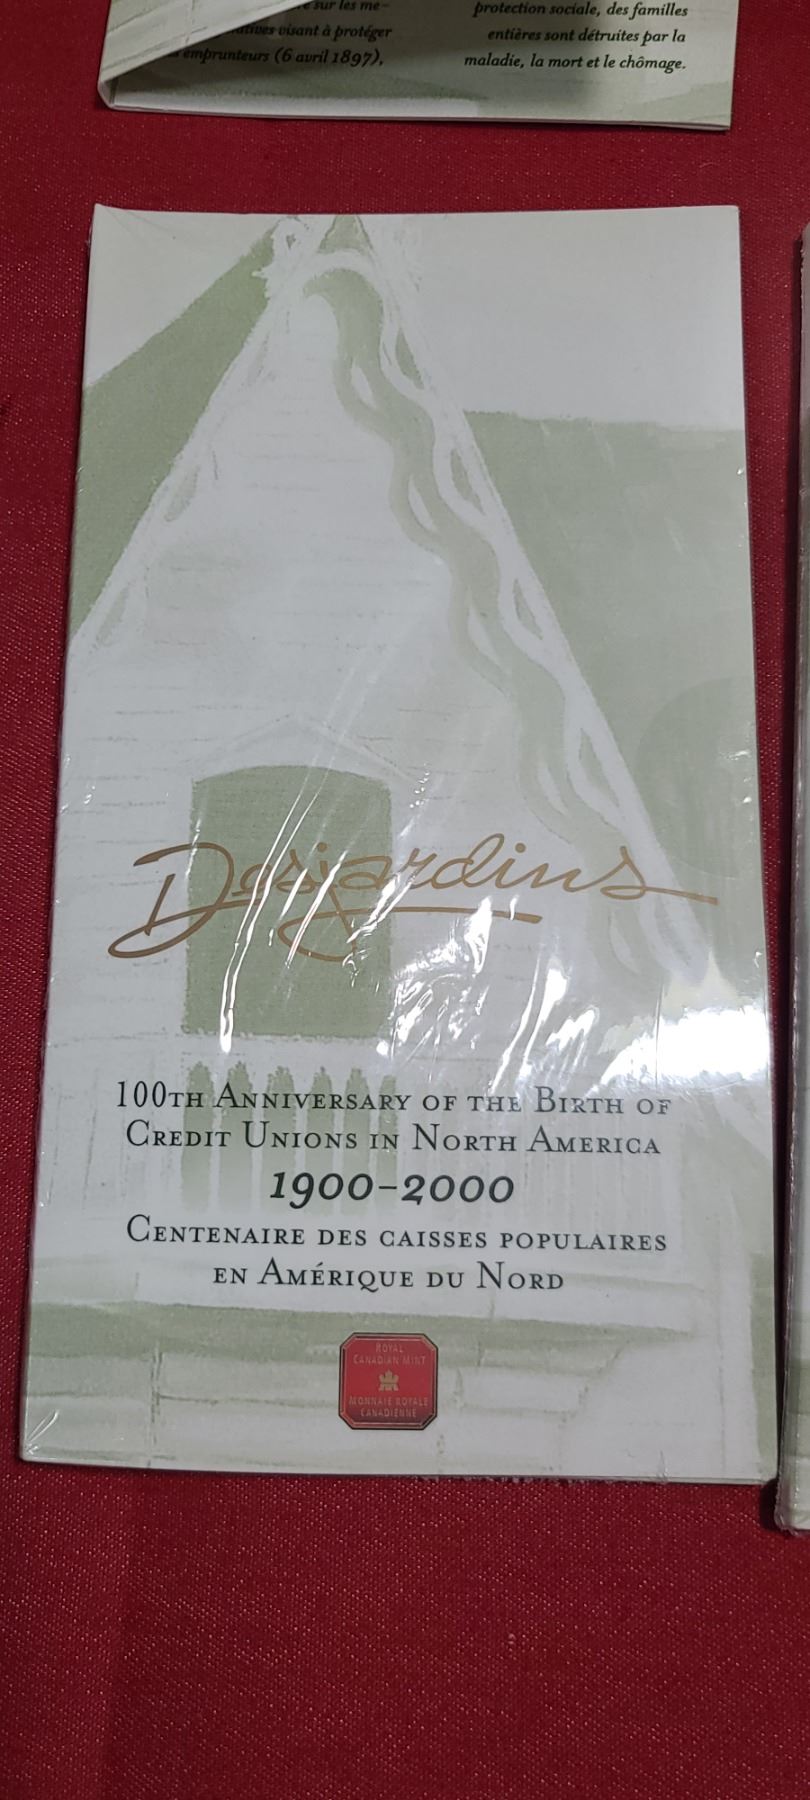 sur les me-
visant à protéger
emprunteurs (6 avril 1897),
protection sociale, des familles
entières sont détruites par la
maladie, la mort et le chômage.
Desjardins
100TH ANNIVERSARY OF THE BIRTH OF
CREDIT UNIONS IN NORTH AMERICA
1900-2000
CENTENAIRE DES CAISSES POPULAIRES
EN AMÉRIQUE DU NORD
ROYAL
CANADIAN MINT
MONNAIE ROYALE
CANADIENNE